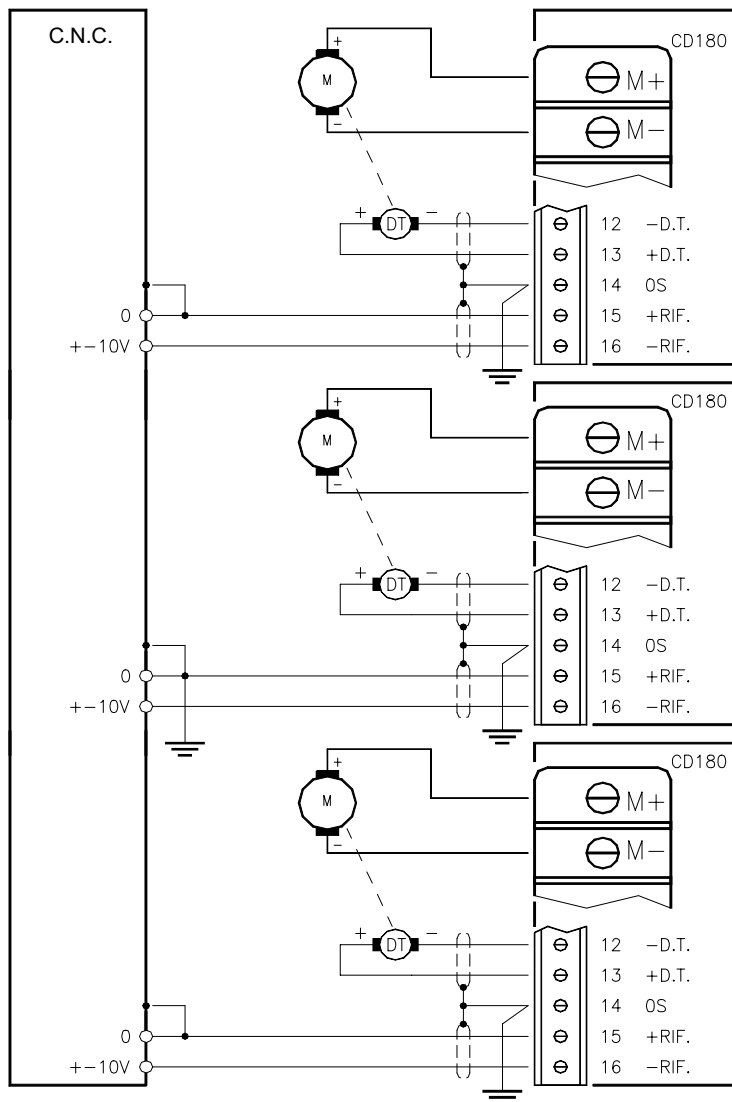 C.N.C.
CD180
+
M
M+
-
M-
+ DT -
12 -D.T.
13 +D.T.
14 0S
0
15 +RIF.
+-10V
16 -RIF.
CD180
+
M
M+
-
M-
+ DT -
12 -D.T.
13 +D.T.
14 0S
0
15 +RIF.
+-10V
16 -RIF.
CD180
+
M
M+
-
M-
+ DT -
12 -D.T.
13 +D.T.
14 0S
0
15 +RIF.
+-10V
16 -RIF.